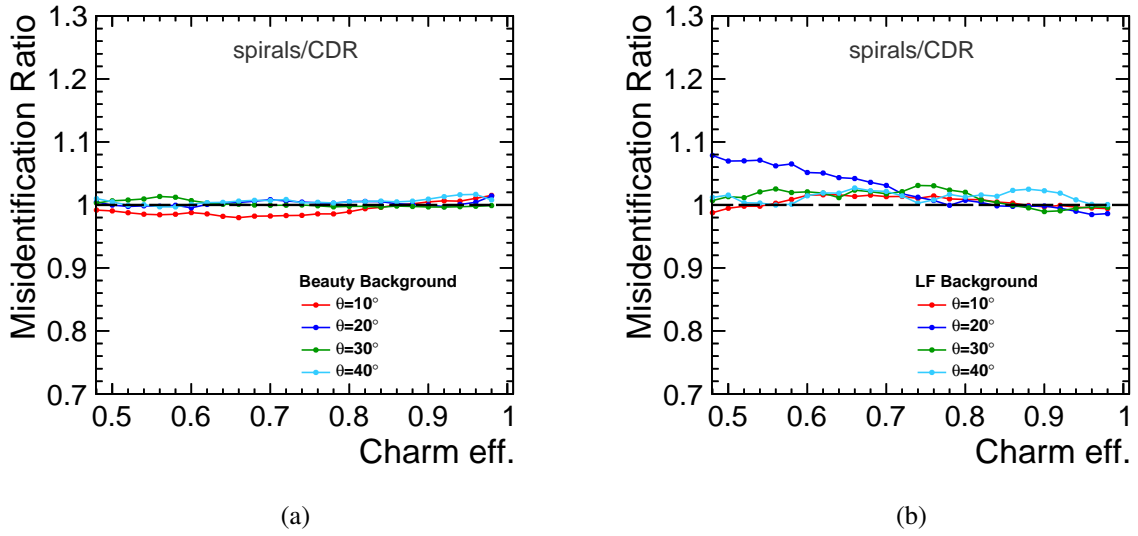 Misidentification Ratio
1.3
1.2
1.1
1
0.9
0.8
0.7
spirals/CDR
Beauty Background
θ=10°
θ=20°
θ=30°
θ=40°
0.5 0.6 0.7 0.8 0.9 1
Charm eff.
(a)
Misidentification Ratio
1.3
1.2
1.1
1
0.9
0.8
0.7
spirals/CDR
LF Background
θ=10°
θ=20°
θ=30°
θ=40°
0.5 0.6 0.7 0.8 0.9 1
Charm eff.
(b)